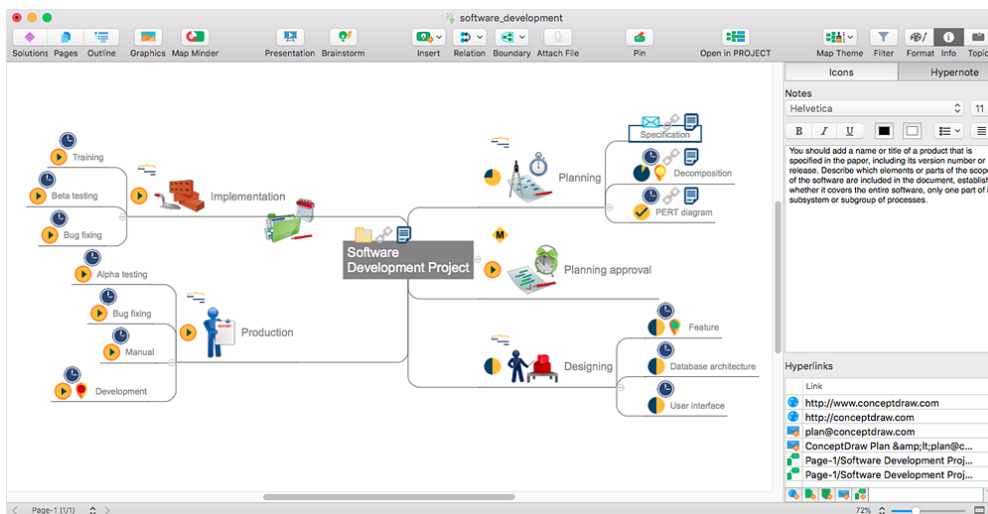 software_development
Solutions Pages Outline Graphics Map Minder Presentation Brainstorm Insert Relation Boundary Attach File Pin Open in PROJECT Map Theme Filter Format Info Topic
Icons Hypernote
Notes
Helvetica 11
B I U
You should add a name or title of a product that is
specified in the paper, including its version number or
release. Describe which elements or parts of the scope
of the software are included in the document, establish
whether it covers the entire software, only one part of i
subsystem or subgroup of processes.
Training
Beta testing
Bug fixing
Implementation
Alpha testing
Bug fixing
Manual
Development
REPORT
Production
Software
Development Project
Specification
Decomposition
PERT diagram
Planning
M
Planning approval
Feature
Database architecture
User interface
Designing
Hyperlinks
Link
http://www.conceptdraw.com
http://conceptdraw.com
plan@conceptdraw.com
ConceptDraw Plan &amp;lt;plan@c...
Page-1/Software Development Proj...
Page-1/Software Development Proj...
Page-1 (1/1)
72%